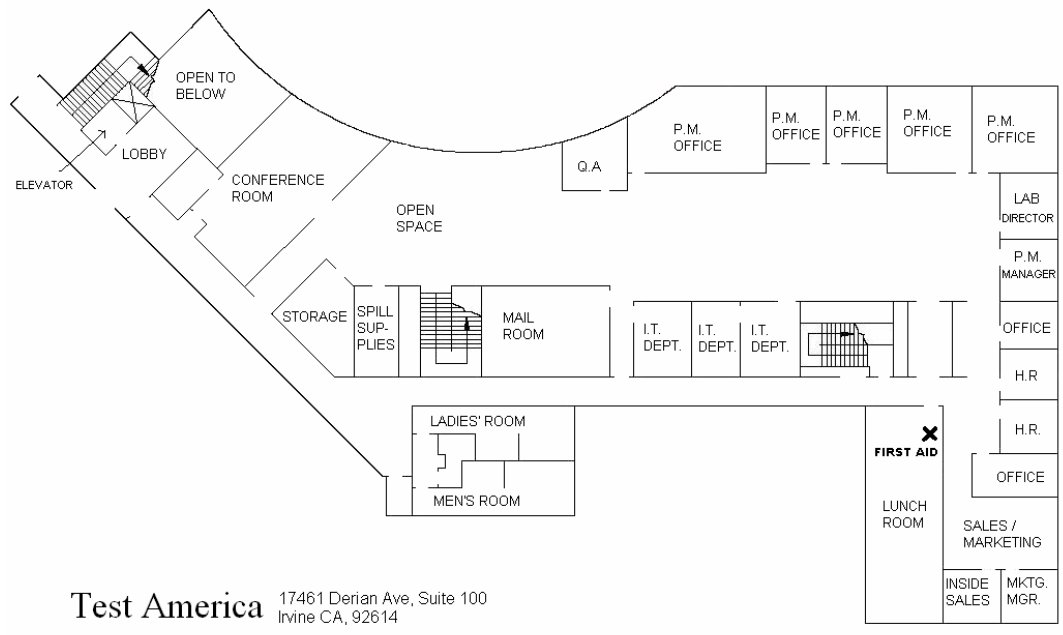 OPEN TO
BELOW
LOBBY
ELEVATOR
CONFERENCE
ROOM
OPEN
SPACE
Q.A
P.M.
OFFICE
P.M.
OFFICE
P.M.
OFFICE
P.M.
OFFICE
P.M.
OFFICE
LAB
DIRECTOR
P.M.
MANAGER
OFFICE
H.R
H.R.
OFFICE
STORAGE
SPILL
SUP-
PLIES
MAIL
ROOM
I.T.
DEPT.
I.T.
DEPT.
I.T.
DEPT.
LADIES' ROOM
MEN'S ROOM
FIRST AID
LUNCH
ROOM
SALES /
MARKETING
INSIDE
SALES
MKTG.
MGR.
Test America
17461 Derian Ave, Suite 100
Irvine CA, 92614